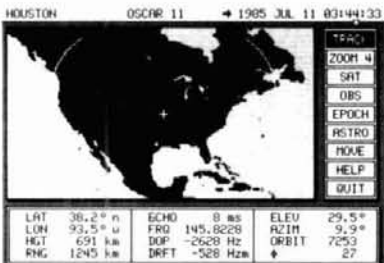 HOUSTON OSCAR 11 → 1985 JUL 11 03:44:33
TRACK
ZOOM 4
SAT
OBS
EPOCH
ASTRO
MOVE
HELP
QUIT
LAT 38.2° n ECHO 8 ms ELEV 29.5°
LON 93.5° w FRQ 145.8228 AZIM 9.9°
HGT 691 km DOP -2628 Hz ORBIT 7253
RNG 1245 km DRFT -528 Hzm ϕ 27